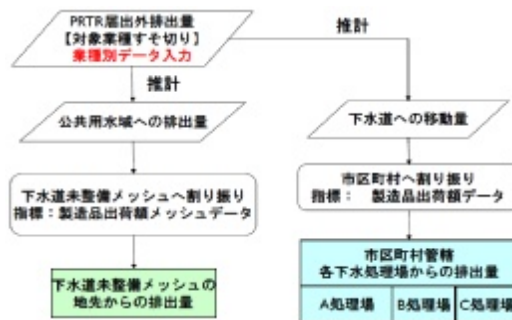 PRTR届出外排出量
【対象業種すそ切り】
業種別データ入力
推計
推計
公共用水域への排出量
下水道への移動量
下水道未整備メッシュへ割り振り
指標：製造品出荷額メッシュデータ
市区町村へ割り振り
指標：　製造品出荷額データ
下水道未整備メッシュの
地先からの排出量
市区町村管轄
各下水処理場からの排出量
A処理場
B処理場
C処理場